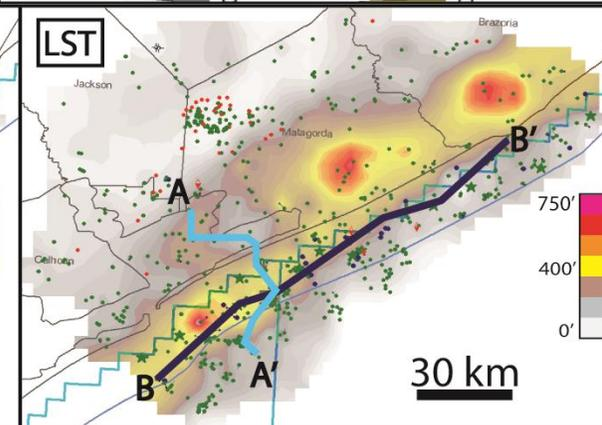 LST
Brazoria
Jackson
Matagorda
B'
A
750'
Calhoun
400'
0'
A'
30 km
B